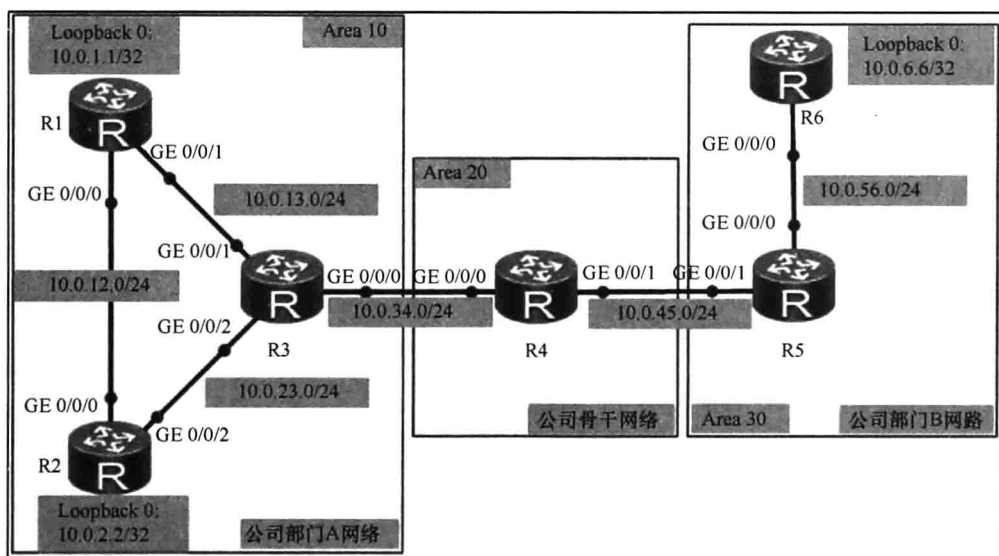 Loopback 0:
10.0.1.1/32
Area 10
R1
R
GE 0/0/1
GE 0/0/0
10.0.13.0/24
GE 0/0/1
10.0.12.0/24
R
GE 0/0/0
R3
GE 0/0/2
10.0.23.0/24
GE 0/0/0
GE 0/0/2
R2
R
Loopback 0:
10.0.2.2/32
公司部门A网络
Area 20
GE 0/0/0
10.0.34.0/24
R
R4
GE 0/0/1
10.0.45.0/24
公司骨干网络
R
R6
Loopback 0:
10.0.6.6/32
GE 0/0/0
10.0.56.0/24
GE 0/0/0
GE 0/0/1
R
R5
Area 30
公司部门B网路